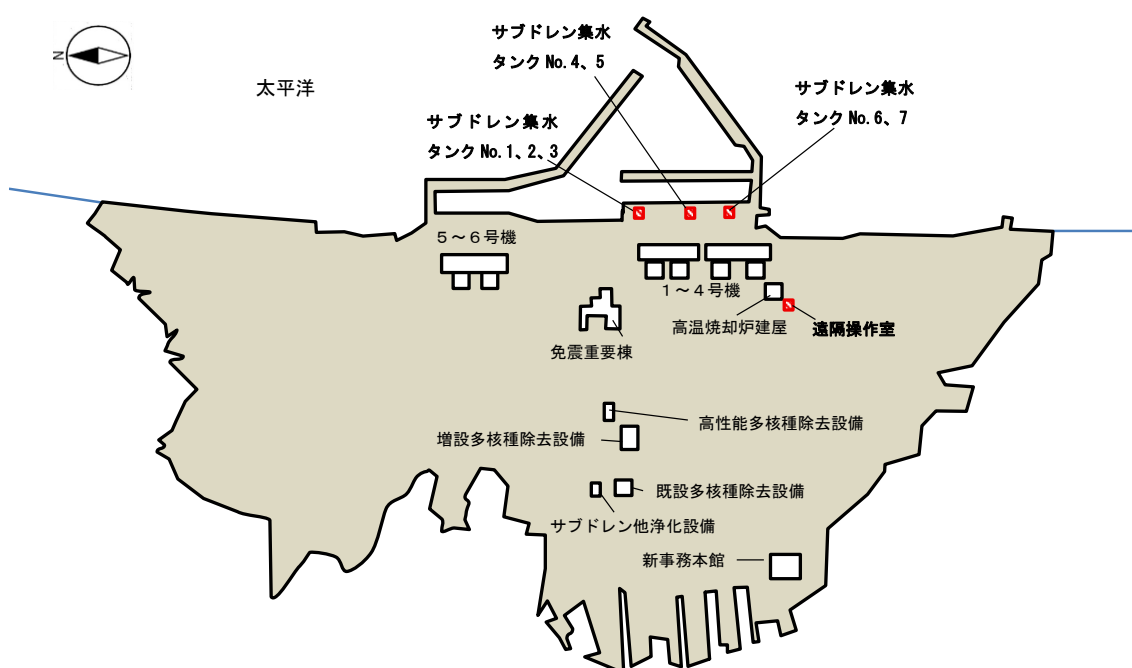 N
太平洋
サブドレン集水
タンク No.4、5
サブドレン集水
タンク No.6、7
サブドレン集水
タンク No.1、2、3
5～6号機
1～4号機
高温焼却炉建屋
遠隔操作室
免震重要棟
高性能多核種除去設備
増設多核種除去設備
既設多核種除去設備
サブドレン他浄化設備
新事務本館